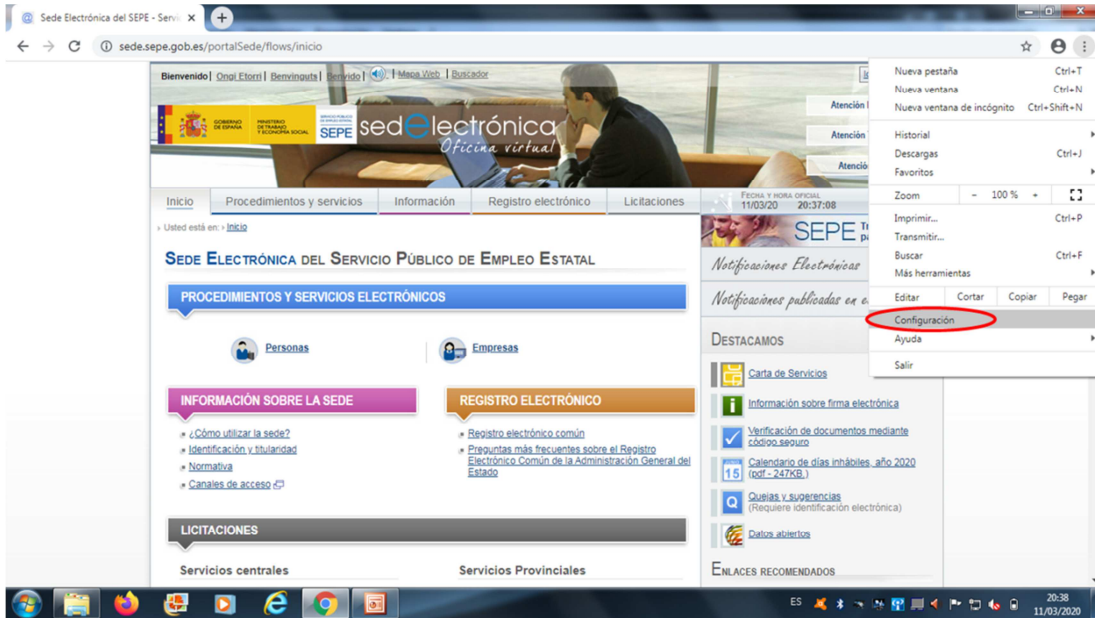 Sede Electrónica del SEPE - Servic
sede.sepe.gob.es/portalSede/flows/inicio
Bienvenido | Ongi Etorri | Benvinguts | Benvido | Mapa Web | Buscador
GOBIERNO DE ESPAÑA
MINISTERIO DE TRABAJO Y ECONOMÍA SOCIAL
SEPE
sede electrónica
Oficina virtual
Atención
Atención
Atenció
Inicio Procedimientos y servicios Información Registro electrónico Licitaciones
Fecha y hora oficial
11/03/20 20:37:08
Usted está en: Inicio
SEPE
Sede Electrónica del Servicio Público de Empleo Estatal
PROCEDIMIENTOS Y SERVICIOS ELECTRÓNICOS
Personas
Empresas
INFORMACIÓN SOBRE LA SEDE
¿Cómo utilizar la sede?
Identificación y titularidad
Normativa
Canales de acceso
REGISTRO ELECTRÓNICO
Registro electrónico común
Preguntas más frecuentes sobre el Registro
Electrónico Común de la Administración General del
Estado
LICITACIONES
Servicios centrales
Servicios Provinciales
Notificaciones Electrónicas
Notificaciones publicadas en e
Destacamos
Carta de Servicios
Información sobre firma electrónica
Verificación de documentos mediante
código seguro
Calendario de días inhábiles, año 2020
(pdf - 247KB.)
Quejas y sugerencias
(Requiere identificación electrónica)
Datos abiertos
Enlaces recomendados
Nueva pestaña Ctrl+T
Nueva ventana Ctrl+N
Nueva ventana de incógnito Ctrl+Shift+N
Historial
Descargas Ctrl+J
Favoritos
Zoom - 100 % +
Imprimir... Ctrl+P
Transmitir...
Buscar Ctrl+F
Más herramientas
Editar Cortar Copiar Pegar
Configuración
Ayuda
Salir
ES
20:38
11/03/2020